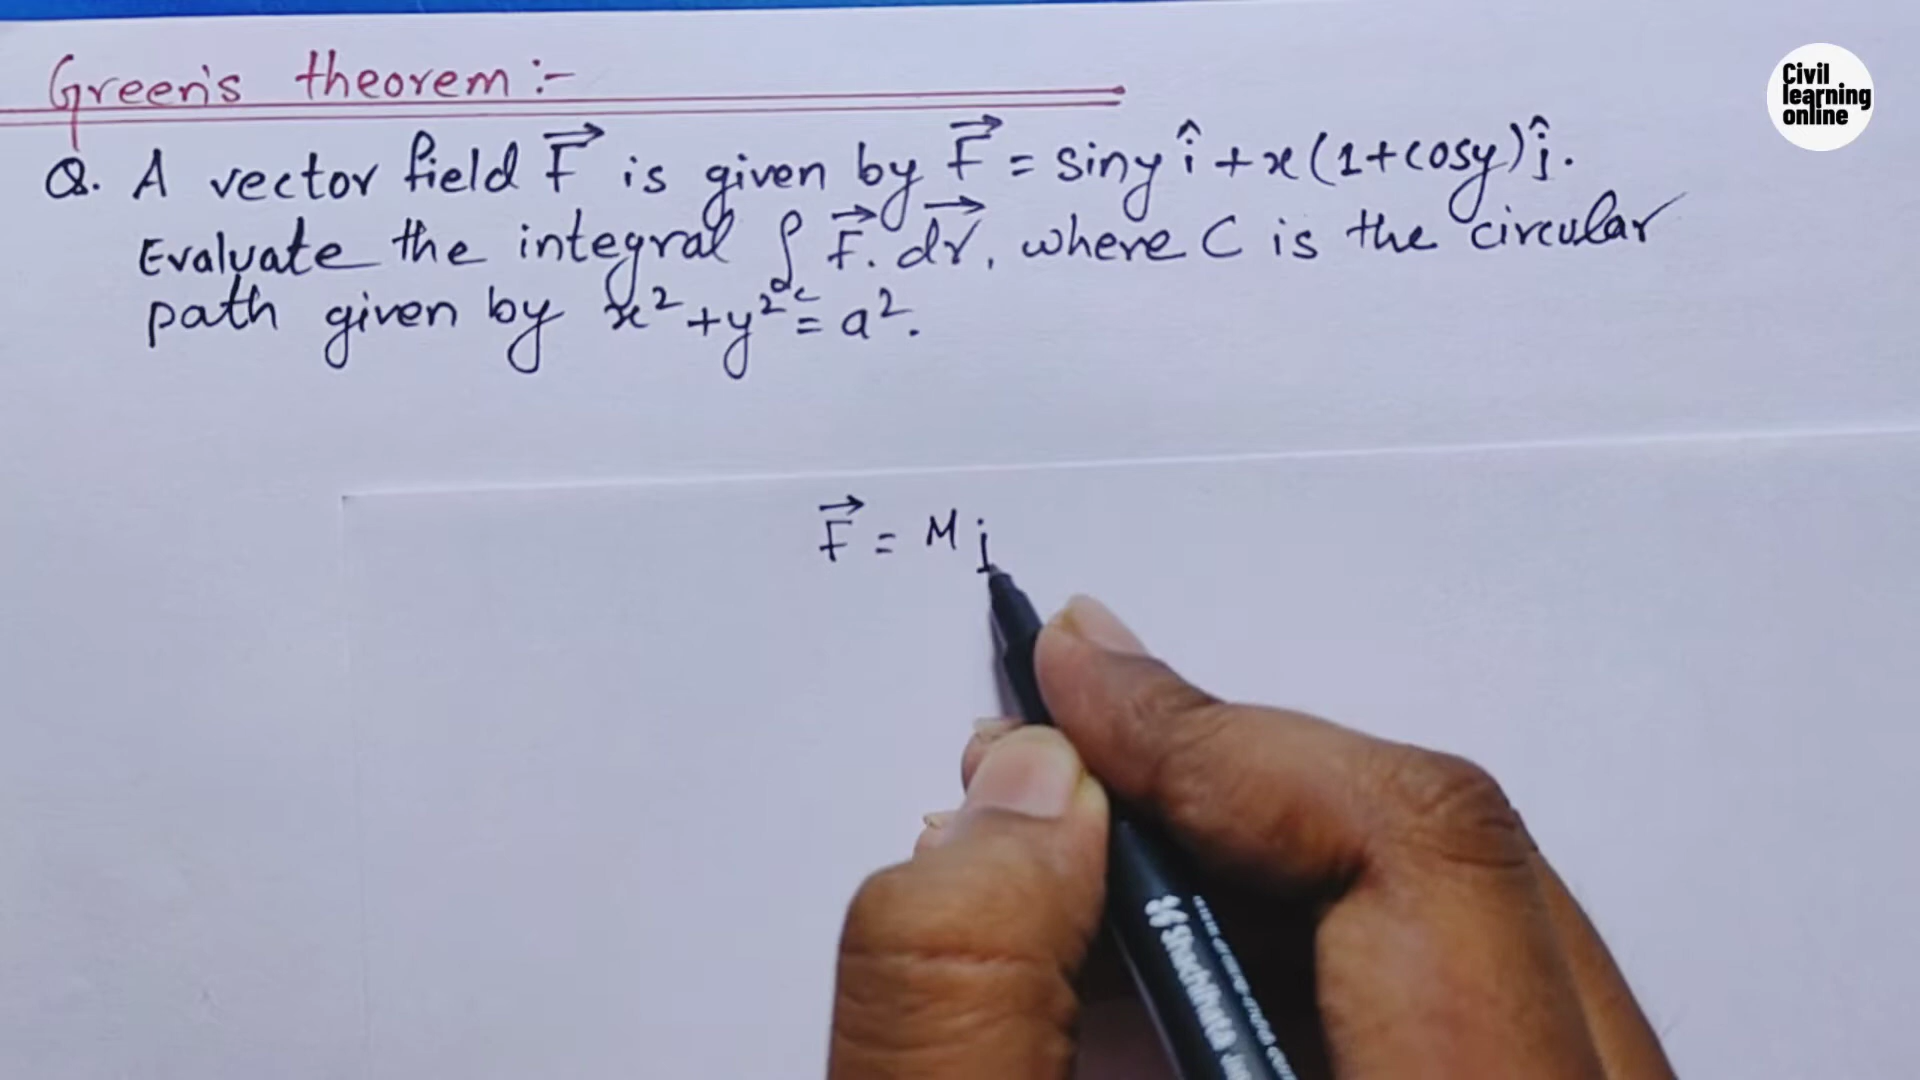 Green's theorem :-
Q. A vector field F⃗ is given by F⃗ = siny î + x(1+cosy) ĵ.
Evaluate the integral ∫c F⃗. dr⃗, where C is the circular
path given by x² + y² = a².
F⃗ = M i
Civil
learning
online
Shachihata